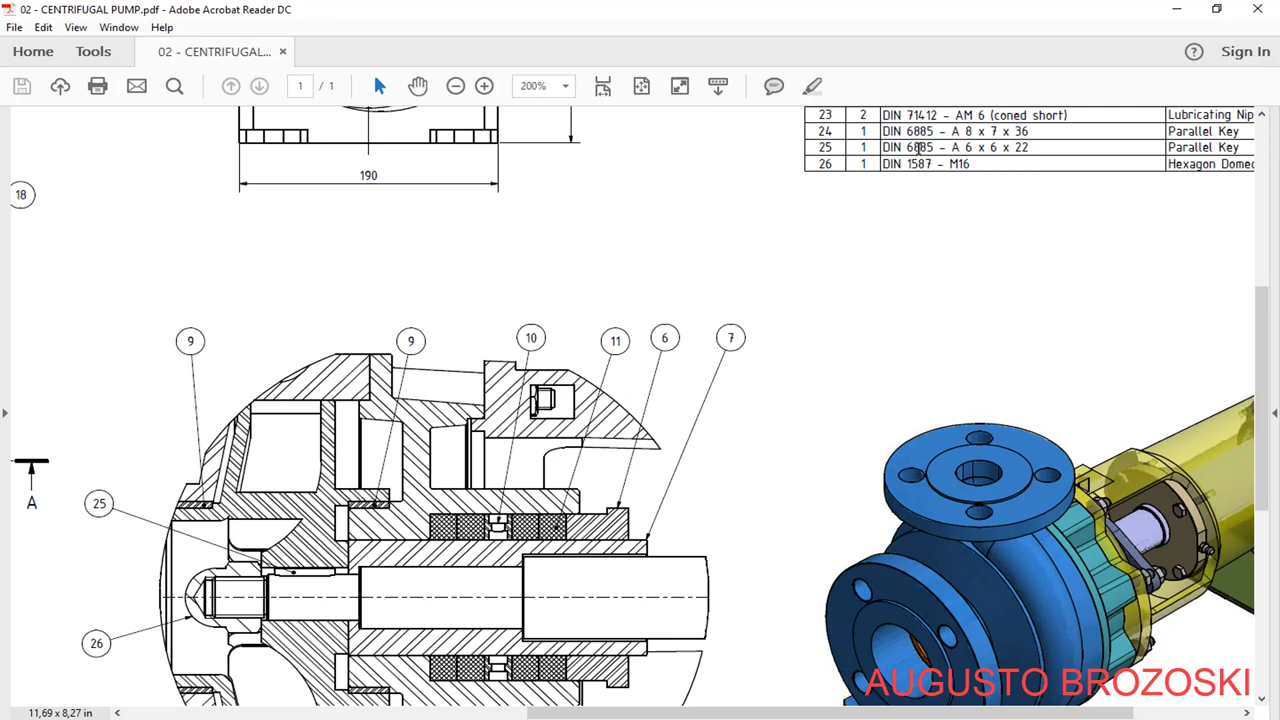 02 - CENTRIFUGAL PUMP.pdf - Adobe Acrobat Reader DC
File Edit View Window Help
Home Tools 02 - CENTRIFUGAL... × ? Sign In
1 / 1 200%
23 2 DIN 71412 - AM 6 (coned short) Lubricating Nip
24 1 DIN 6885 - A 8 x 7 x 36 Parallel Key
25 1 DIN 6885 - A 6 x 6 x 22 Parallel Key
26 1 DIN 1587 - M16 Hexagon Domed
190
18
9 9 10 11 6 7
A
25
26
AUGUSTO BROZOSKI
11,69 x 8,27 in